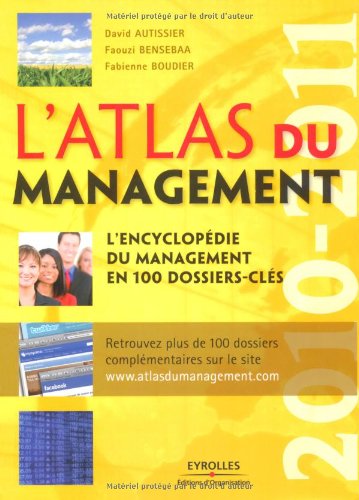 Matériel protégé par le droit d'auteur
David AUTISSIER
Faouzi BENSEBAA
Fabienne BOUDIER
L'ATLAS DU
MANAGEMENT
2010-2011
L'ENCYCLOPÉDIE
DU MANAGEMENT
EN 100 DOSSIERS-CLÉS
twitter
facebook
Retrouvez plus de 100 dossiers
complémentaires sur le site
www.atlasdumanagement.com
EYROLLES
Éditions d'Organisation
Matériel protégé par le droit d'auteur